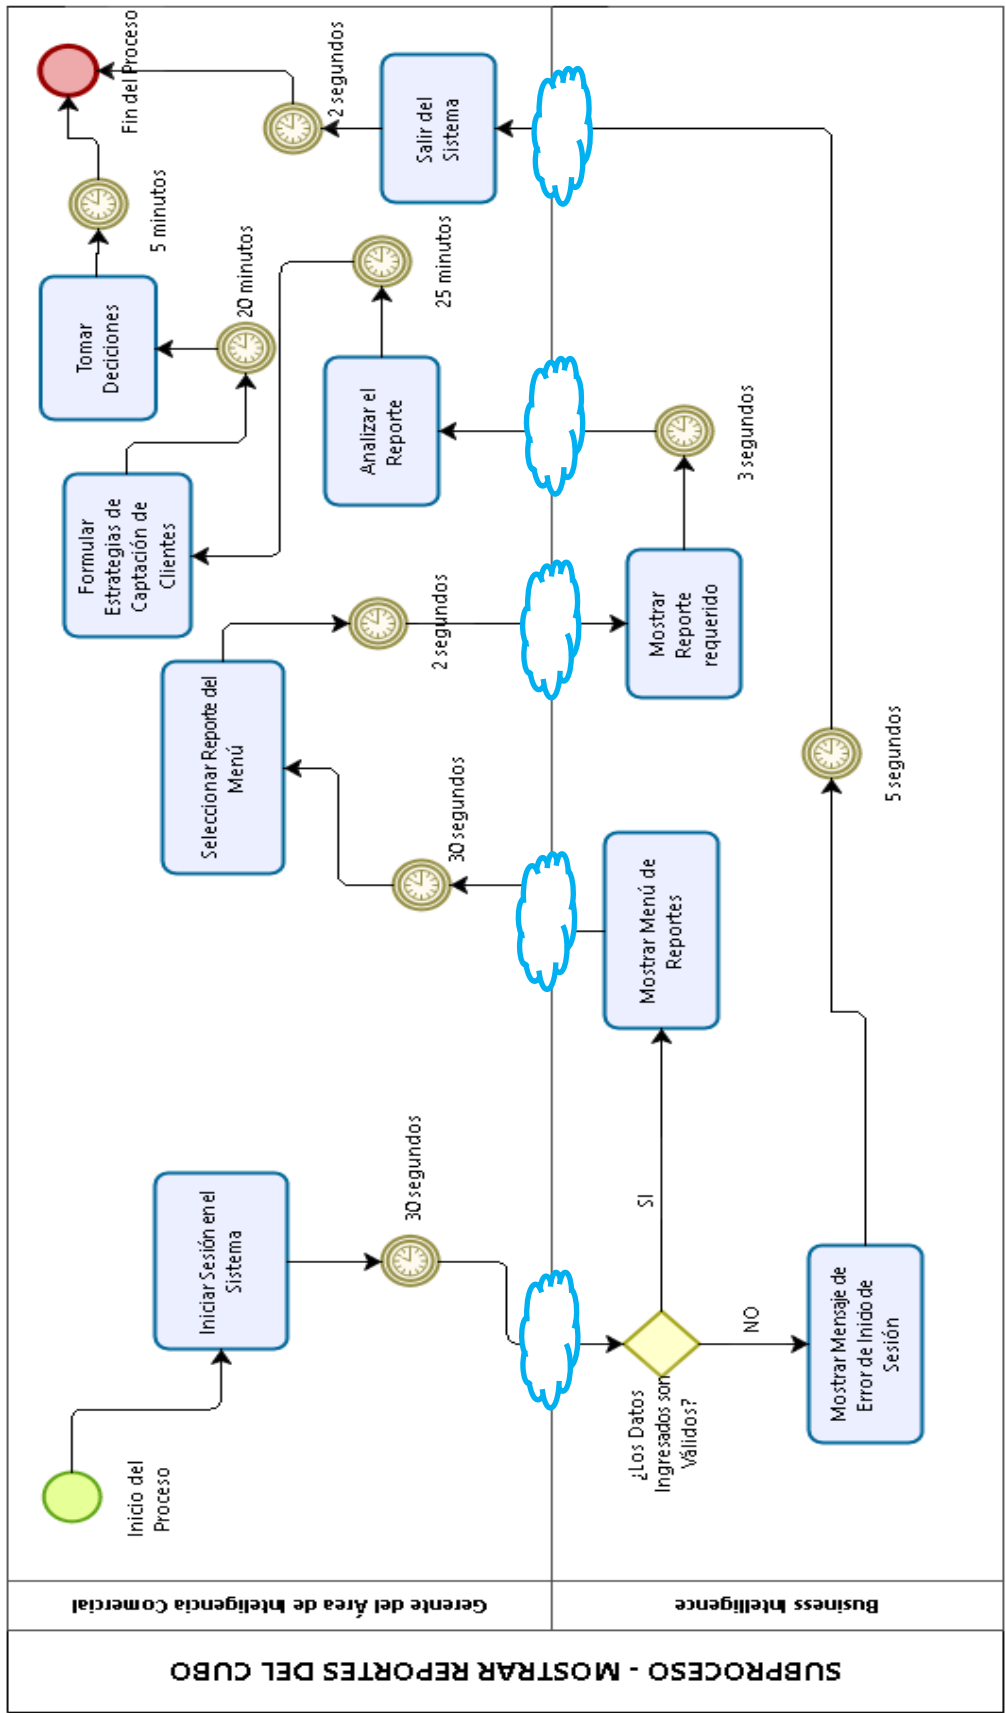 SUBPROCESO - MOSTRAR REPORTES DEL CUBO
Gerente del Área de Inteligencia Comercial
Business Intelligence
Inicio del
Proceso
Iniciar Sesión en el
Sistema
30 segundos
¿Los Datos
Ingresados son
Válidos?
SI
NO
Mostrar Mensaje de
Error de Inicio de
Sesión
5 segundos
Mostrar Menú de
Reportes
30 segundos
Seleccionar Reporte del
Menú
2 segundos
Mostrar
Reporte
requerido
3 segundos
Analizar el
Reporte
25 minutos
Formular
Estrategias de
Captación de
Clientes
20 minutos
Tomar
Deciciones
5 minutos
Salir del
Sistema
2 segundos
Fin del Proceso